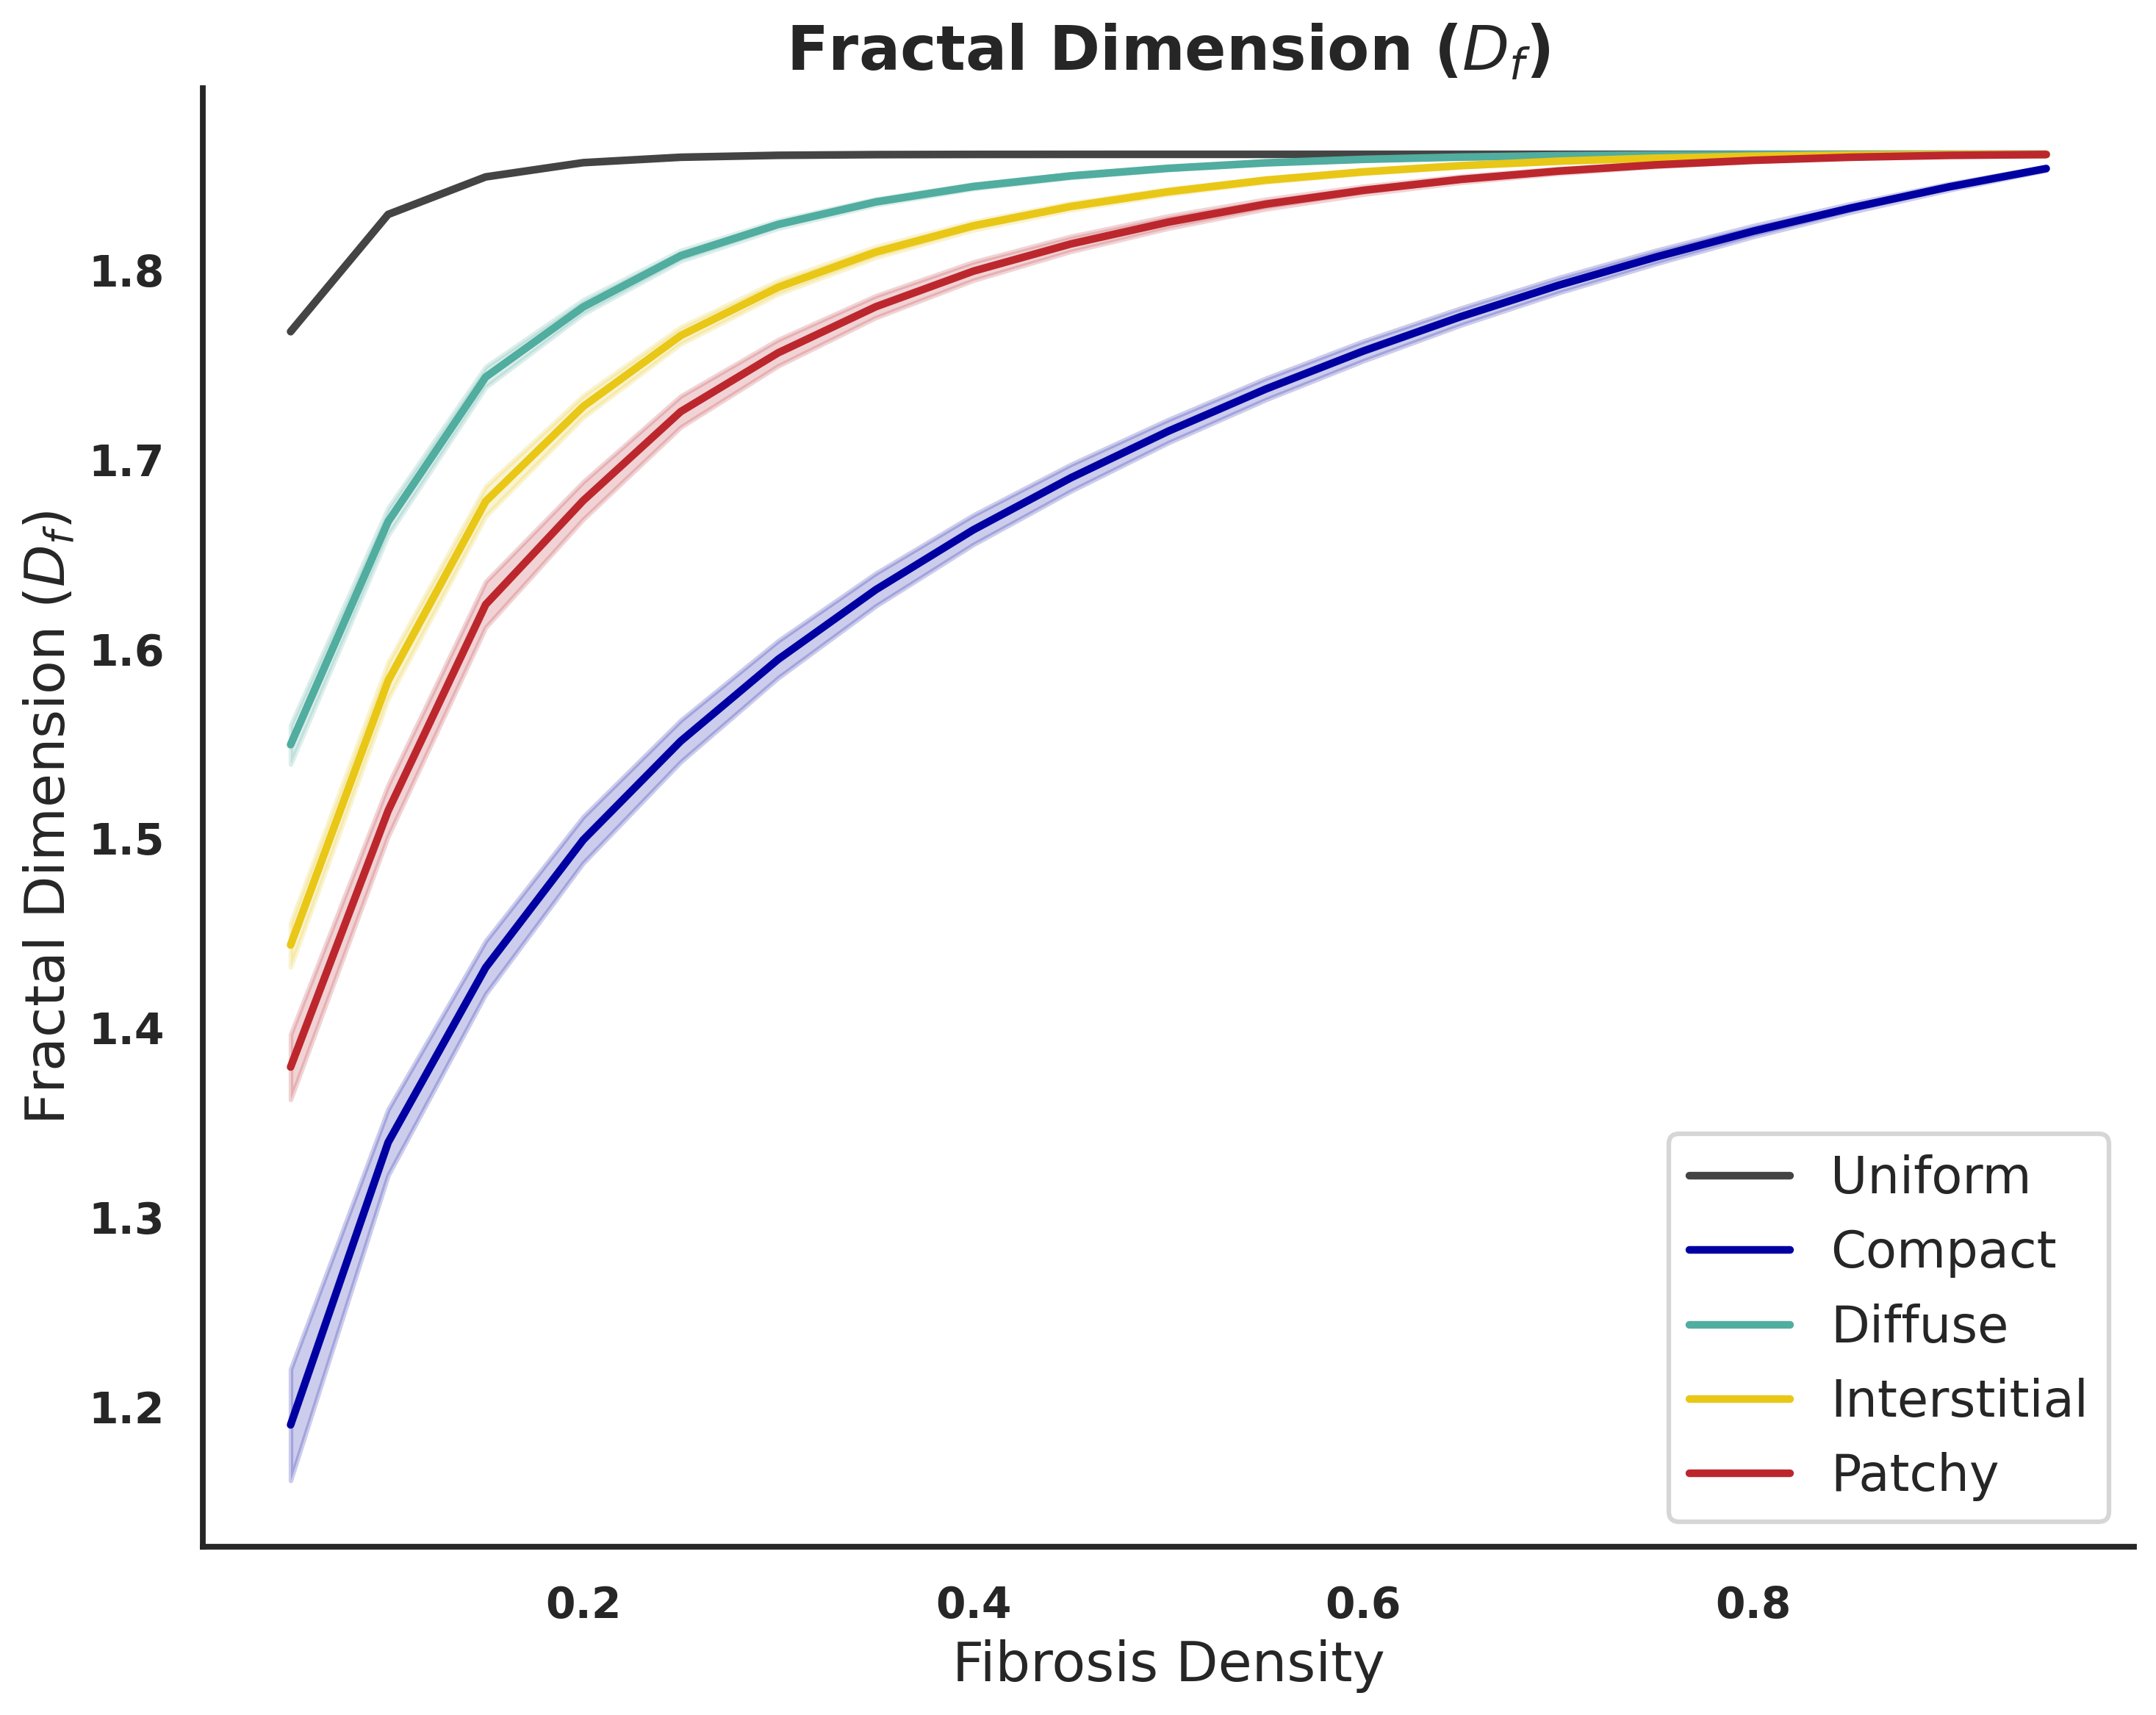 Fractal Dimension (D_f)
Fractal Dimension (D_f)
1.8
1.7
1.6
1.5
1.4
1.3
1.2
0.2 0.4 0.6 0.8
Fibrosis Density
Uniform
Compact
Diffuse
Interstitial
Patchy